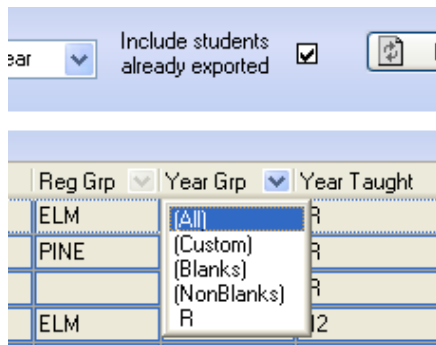 ear Include students already exported
Reg Grp Year Grp Year Taught
ELM (All) R
PINE (Custom) R
(Blanks)
(NonBlanks) R
R
ELM 12